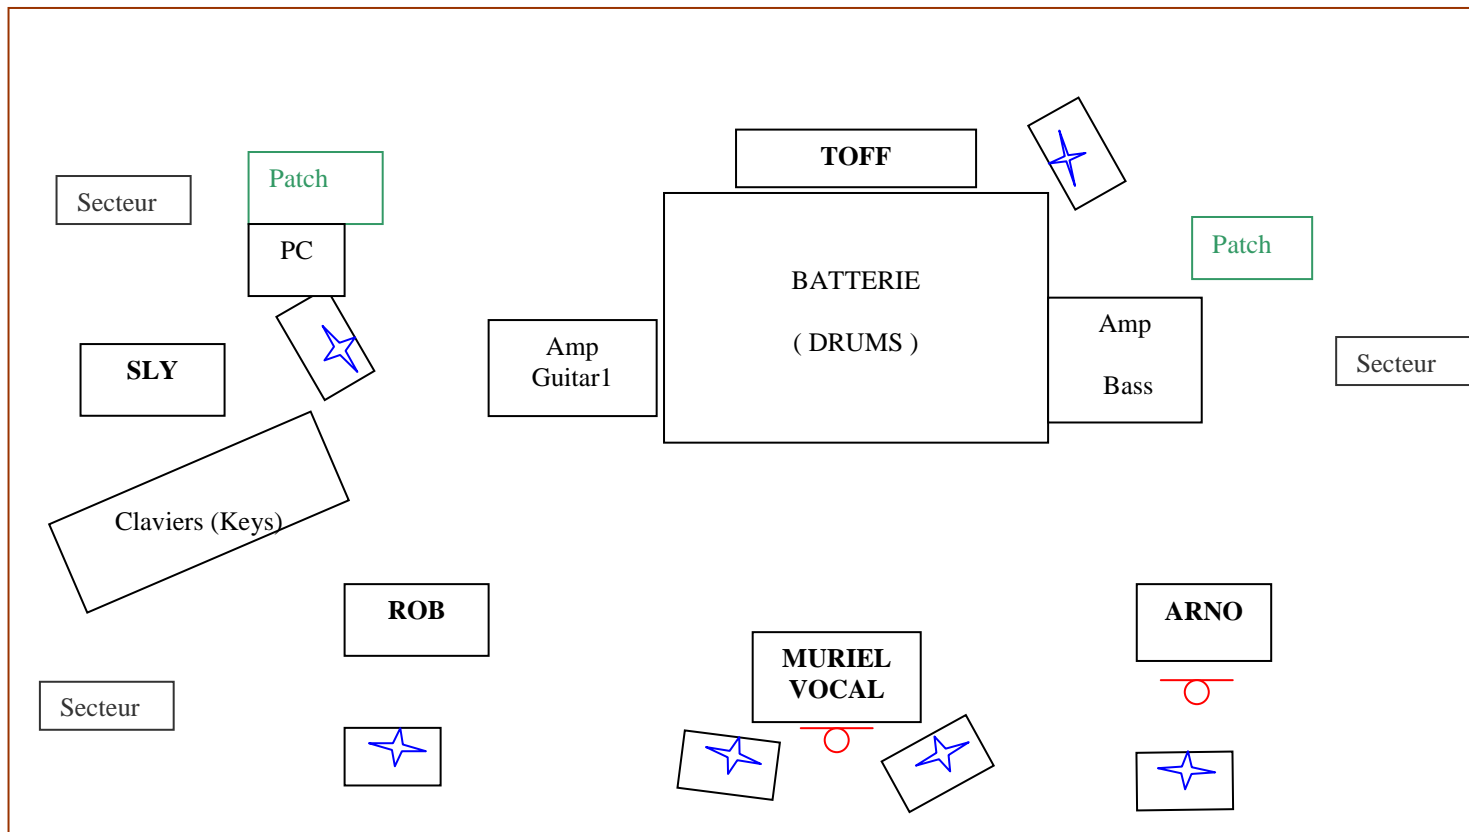 TOFF
Patch
Secteur
PC
Patch
BATTERIE
( DRUMS )
Amp
Bass
Amp
Guitar1
Secteur
SLY
Claviers (Keys)
ROB
ARNO
MURIEL
VOCAL
Secteur